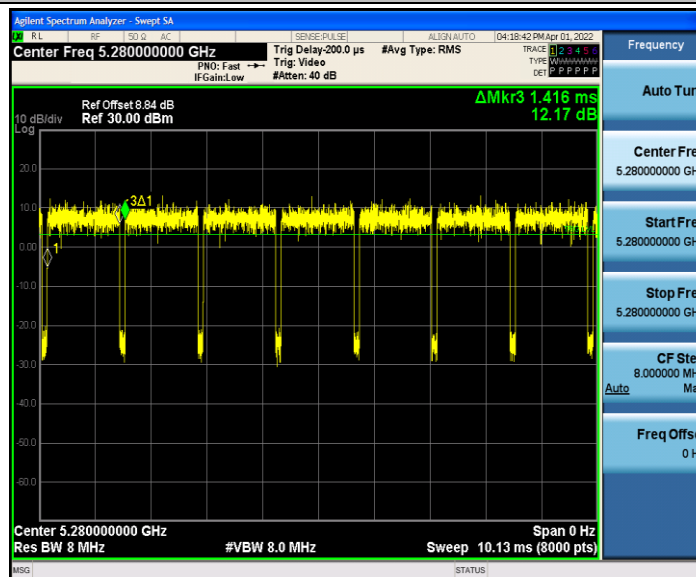 Agilent Spectrum Analyzer - Swept SA
RL RF 50 Ω AC SENSE:PULSE ALIGN AUTO 04:18:42 PM Apr 01, 2022
Center Freq 5.280000000 GHz
PNO: Fast
IFGain:Low
Trig Delay-200.0 µs
Trig: Video
#Atten: 40 dB
#Avg Type: RMS
TRACE 1 2 3 4 5 6
TYPE W
DET P P P P P P
Ref Offset 8.84 dB
10 dB/div Ref 30.00 dBm
Log
ΔMkr3 1.416 ms
12.17 dB
20.0
10.0
0.00
-10.0
-20.0
-30.0
-40.0
-50.0
-60.0
3Δ1
1
Center 5.280000000 GHz Span 0 Hz
Res BW 8 MHz #VBW 8.0 MHz Sweep 10.13 ms (8000 pts)
MSG STATUS
Frequency
Auto Tun
Center Fre
5.280000000 GH
Start Fre
5.280000000 GH
Stop Fre
5.280000000 GH
CF Ste
8.000000 MH
Auto Ma
Freq Offs
0 H